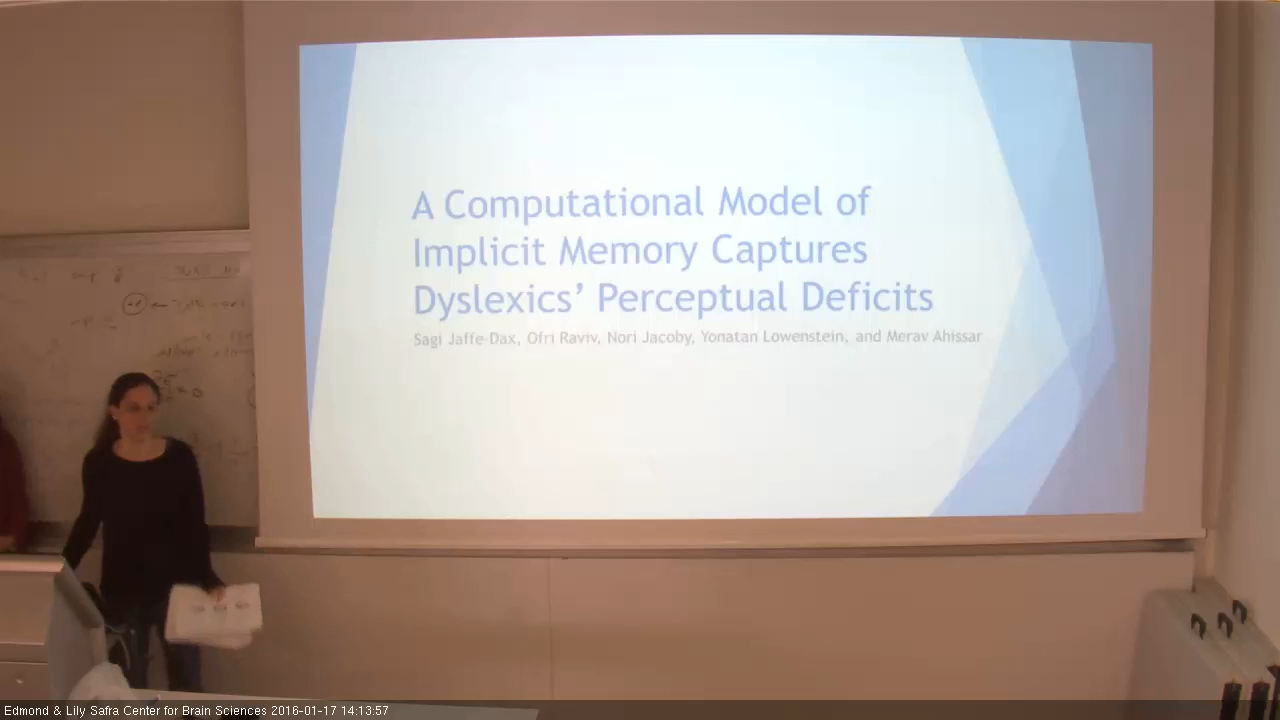 A Computational Model of
Implicit Memory Captures
Dyslexics’ Perceptual Deficits
Sagi Jaffe-Dax, Ofri Raviv, Nori Jacoby, Yonatan Lowenstein, and Merav Ahissar
Edmond & Lily Safra Center for Brain Sciences 2016-01-17 14:13:57